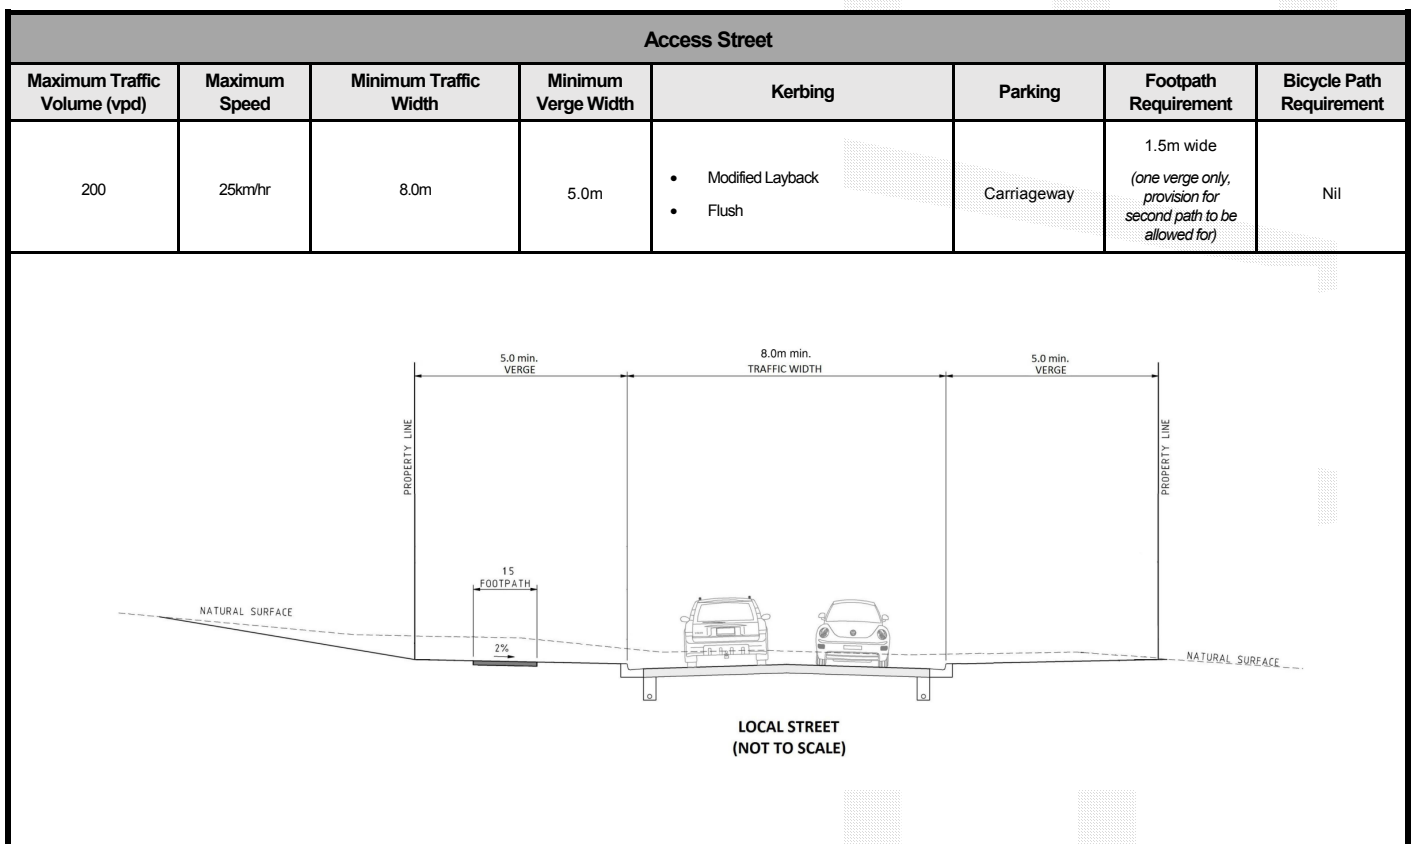 Access Street
Maximum Traffic Volume (vpd)
Maximum Speed
Minimum Traffic Width
Minimum Verge Width
Kerbing
Parking
Footpath Requirement
Bicycle Path Requirement
200
25km/hr
8.0m
5.0m
• Modified Layback
• Flush
Carriageway
1.5m wide
(one verge only,
provision for
second path to be
allowed for)
Nil
5.0 min.
VERGE
8.0m min.
TRAFFIC WIDTH
5.0 min.
VERGE
PROPERTY LINE
PROPERTY LINE
15
FOOTPATH
NATURAL SURFACE
2%
NATURAL SURFACE
LOCAL STREET
(NOT TO SCALE)